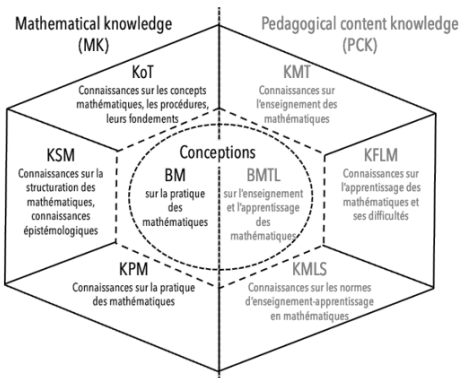 Mathematical knowledge
(MK)
Pedagogical content knowledge
(PCK)
KoT
Connaissances sur les concepts
mathématiques, les procédures,
leurs fondements
KMT
Connaissances sur
l'enseignement des
mathématiques
KSM
Connaissances sur la
structuration des
mathématiques,
connaissances
épistémologiques
Conceptions
BM
sur la pratique
des
mathématiques
BMTL
sur l'enseignement
et l'apprentissage
des
mathématiques
KFLM
Connaissances sur
l'apprentissage des
mathématiques et
ses difficultés
KPM
Connaissances sur la pratique
des mathématiques
KMLS
Connaissances sur les normes
d'enseignement-apprentissage
en mathématiques